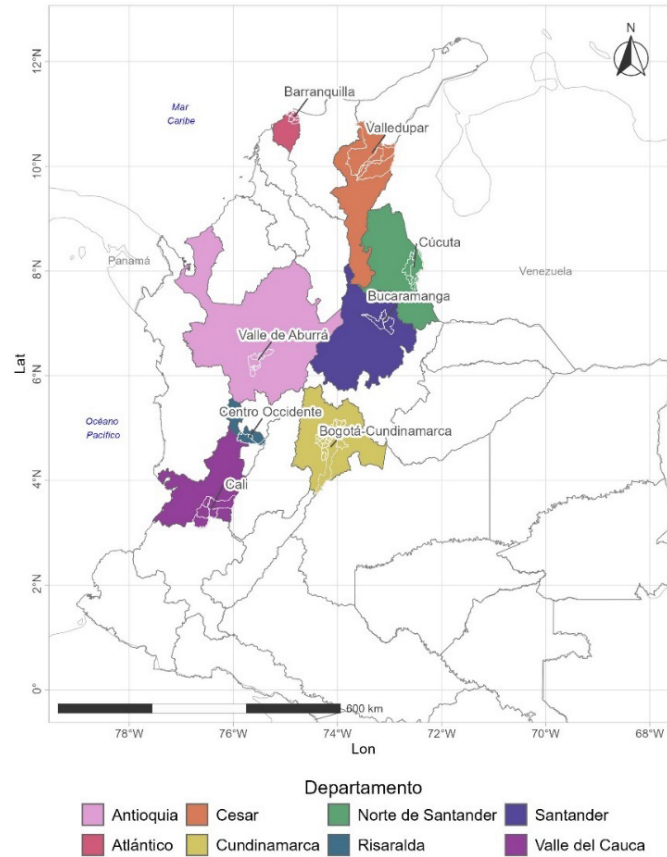 12°N
10°N
8°N
6°N
4°N
2°N
0°
Lat
Mar
Caribe
Barranquilla
Valledupar
Cúcuta
Panamá
Venezuela
Bucaramanga
Valle de Aburrá
Centro Occidente
Océano
Pacífico
Bogotá-Cundinamarca
Cali
N
600 km
78°W
76°W
74°W
72°W
70°W
68°W
Lon
Departamento
Antioquia
Cesar
Norte de Santander
Santander
Atlántico
Cundinamarca
Risaralda
Valle del Cauca